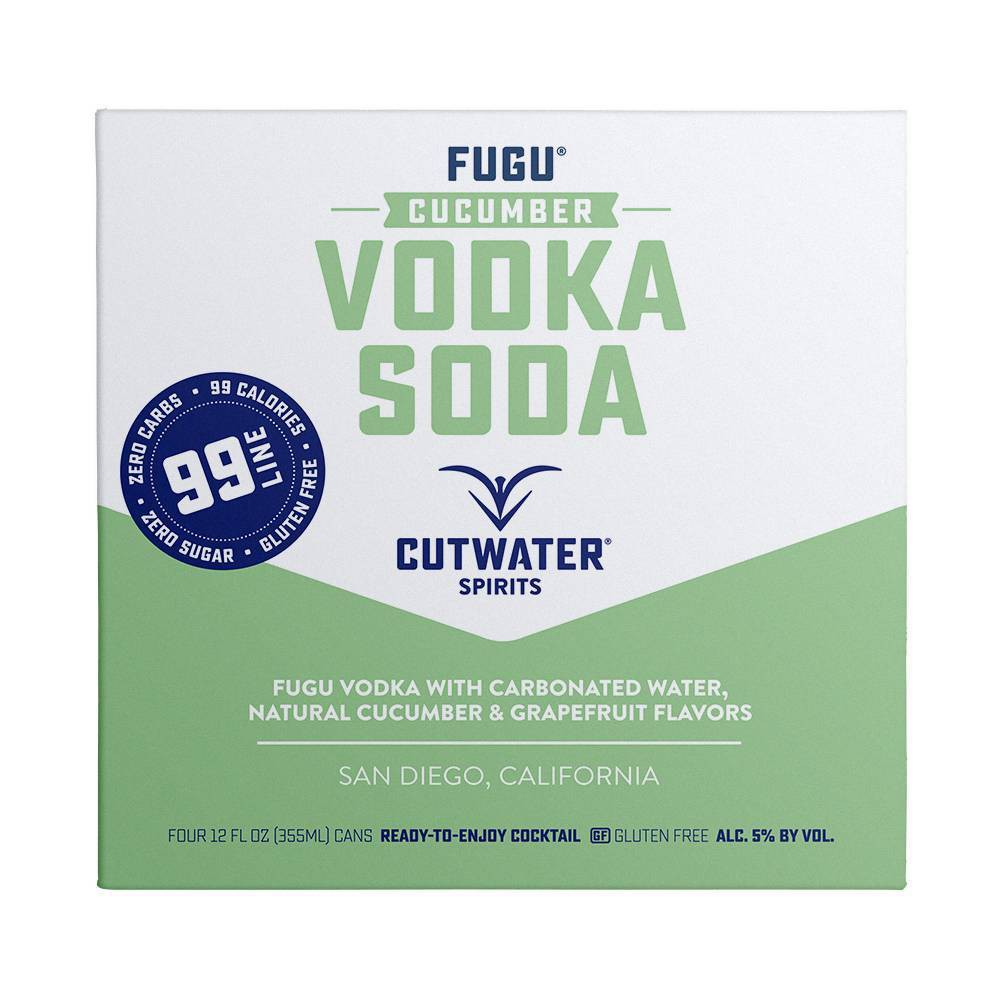 FUGU®
CUCUMBER
VODKA
SODA
ZERO CARBS • 99 CALORIES • GLUTEN FREE • ZERO SUGAR •
99 LINE
CUTWATER®
SPIRITS
FUGU VODKA WITH CARBONATED WATER,
NATURAL CUCUMBER & GRAPEFRUIT FLAVORS
SAN DIEGO, CALIFORNIA
FOUR 12 FL OZ (355ML) CANS READY-TO-ENJOY COCKTAIL GF GLUTEN FREE ALC. 5% BY VOL.